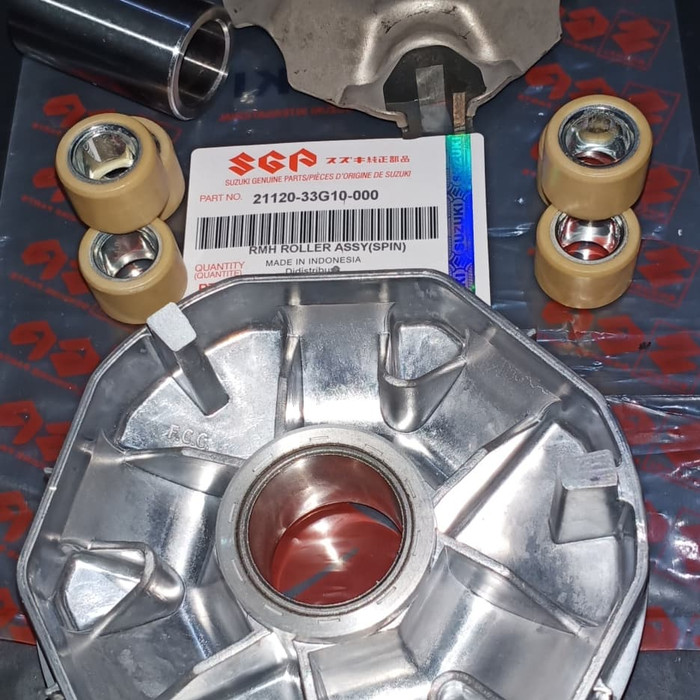 SGP スズキ純正部品
SUZUKI GENUINE PARTS/PIÈCES D'ORIGINE DE SUZUKI
PART NO. 21120-33G10-000
RMH ROLLER ASSY(SPIN)
QUANTITY
(QUANTITE)
MADE IN INDONESIA
Didistribu
SUZUKI
F.C.C.